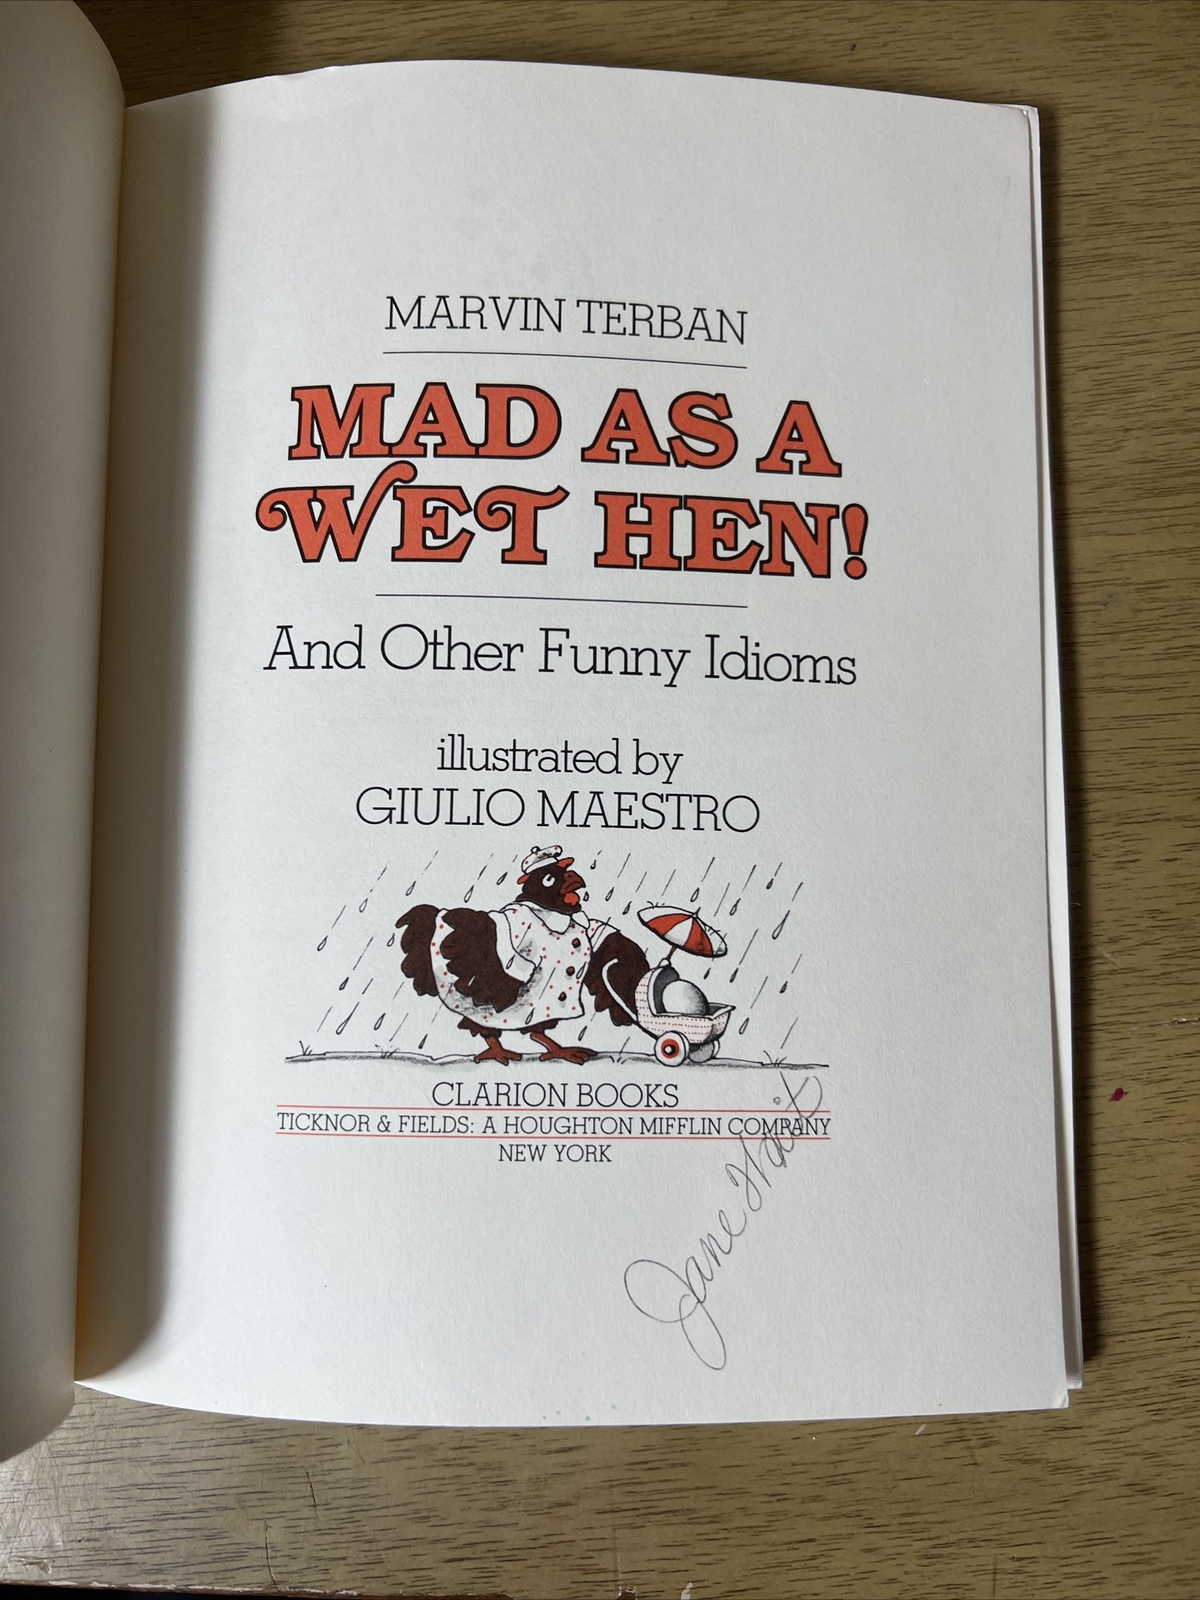 MARVIN TERBAN
MAD AS A
WET HEN!
And Other Funny Idioms
illustrated by
GIULIO MAESTRO
CLARION BOOKS
TICKNOR & FIELDS: A HOUGHTON MIFFLIN COMPANY
NEW YORK
Jane